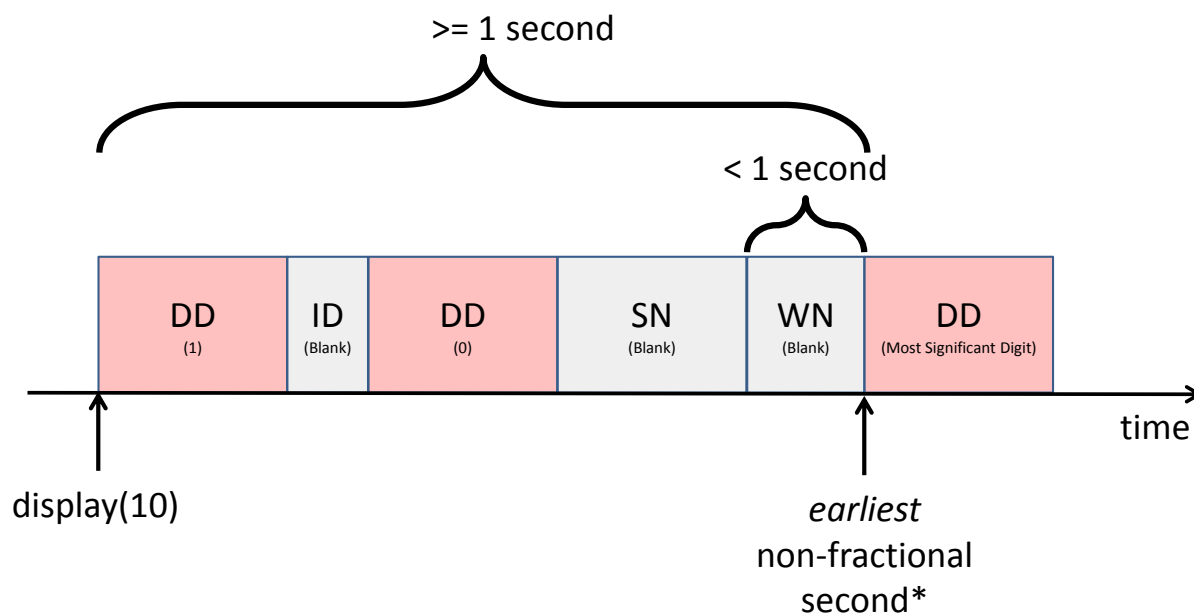 >= 1 second
< 1 second
DD
(1)
ID
(Blank)
DD
(0)
SN
(Blank)
WN
(Blank)
DD
(Most Significant Digit)
time
display(10)
earliest
non-fractional
second*